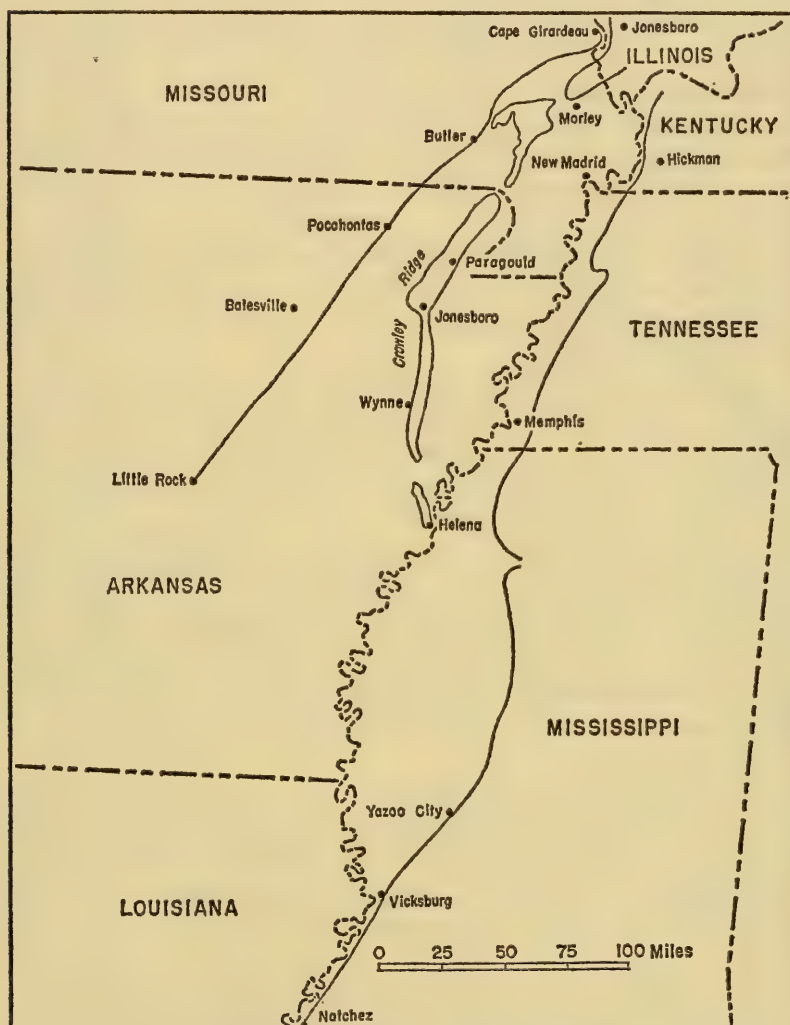 Cape Girardeau
Jonesboro
ILLINOIS
MISSOURI
Morley
KENTUCKY
Butler
New Madrid
Hickman
Pocahontas
Ridge
Paragould
Batesville
Jonesboro
TENNESSEE
Crowley
Wynne
Memphis
Little Rock
Helena
ARKANSAS
MISSISSIPPI
Yazoo City
LOUISIANA
Vicksburg
0 25 50 75 100 Miles
Natchez